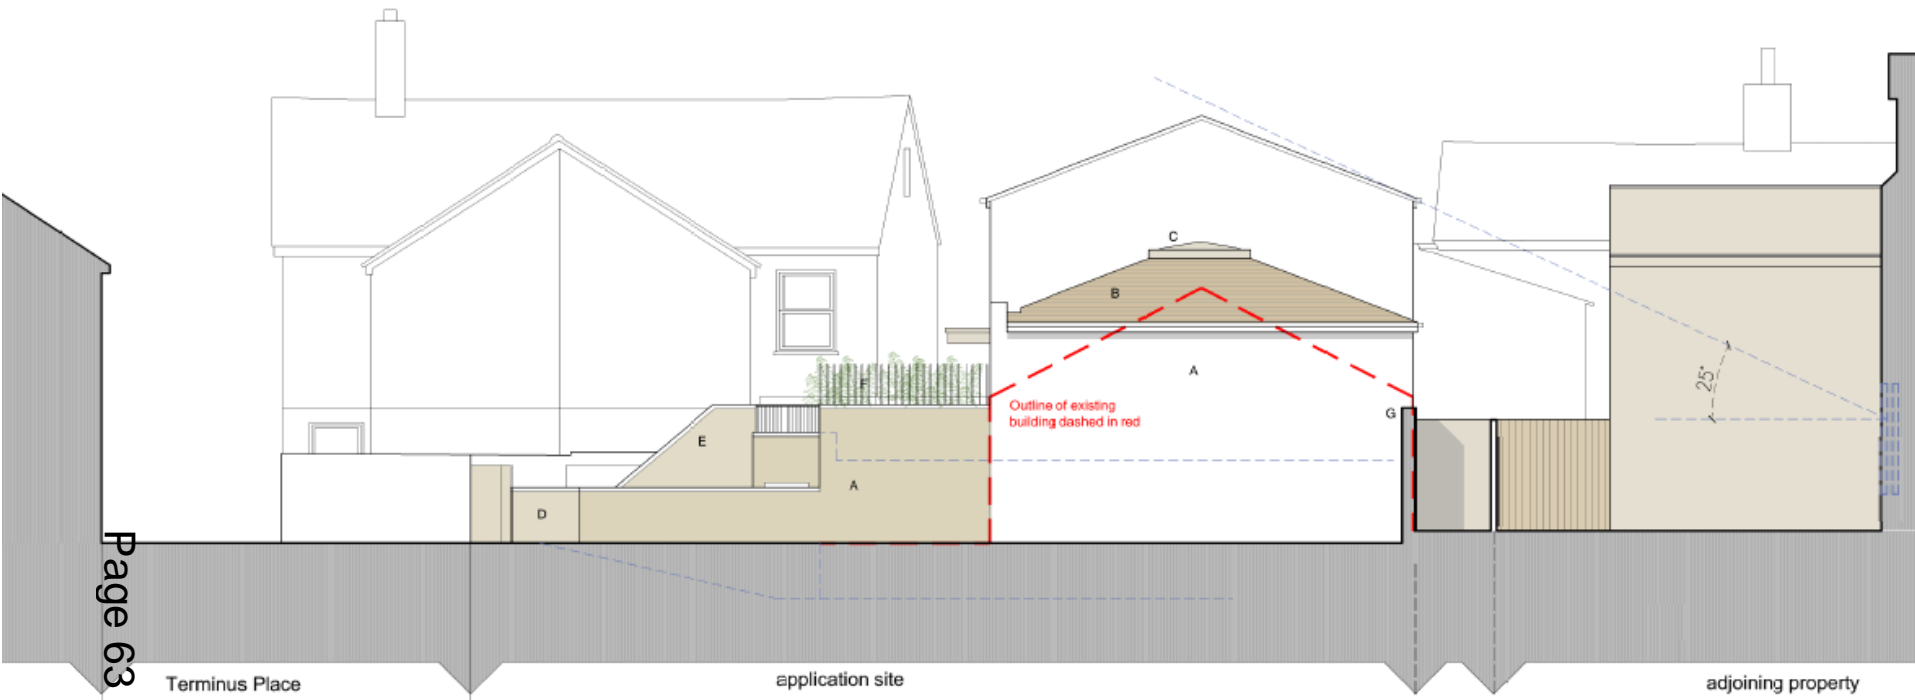 C
B
A
F
Outline of existing
building dashed in red
G
E
A
D
25°
Page 63
Terminus Place
application site
adjoining property